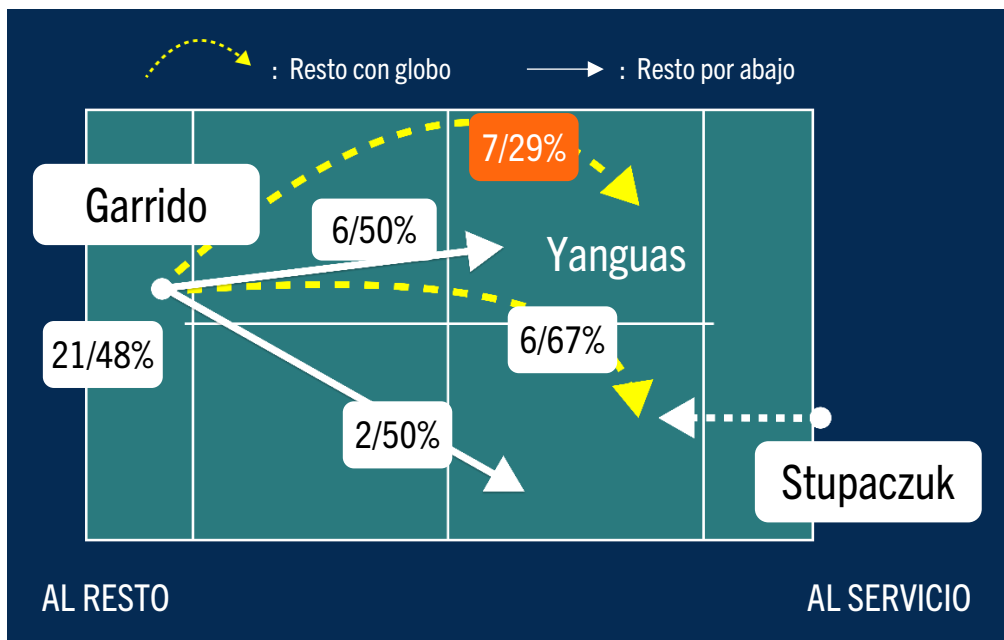 : Resto con globo
: Resto por abajo
7/29%
Garrido
6/50%
Yanguas
21/48%
6/67%
2/50%
Stupaczuk
AL RESTO
AL SERVICIO